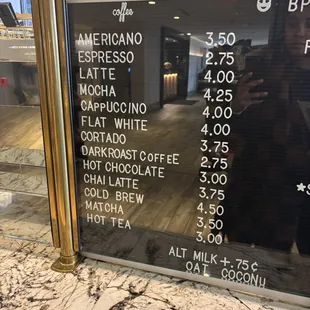 coffee
AMERICANO 3.50
ESPRESSO 2.75
LATTE 4.00
MOCHA 4.25
CAPPUCCINO 4.00
FLAT WHITE 4.00
CORTADO 3.75
DARKROAST COFFEE 2.75
HOT CHOCOLATE 3.00
CHAI LATTE 3.75
COLD BREW 4.50
MATCHA 3.50
HOT TEA 3.00
ALT MILK +.75¢
OAT COCONU